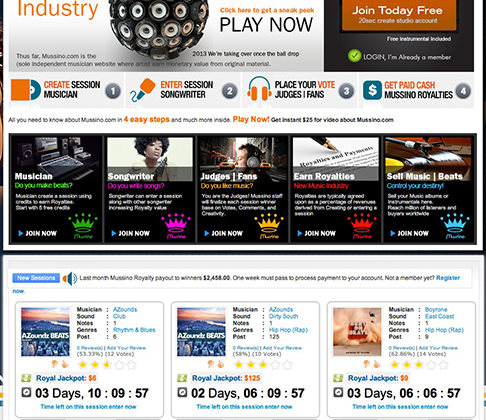 Industry
Click here to get a sneak peek
PLAY NOW
2013 We're taking over once the ball drop
Thus far, Mussino.com is the
(sole independent musician website where artist earn monetary value from original material.
Join Today Free
20sec create studio account
Free Instrumental Included
LOGIN, I'm Already a member
CREATE SESSION
MUSICIAN
1
ENTER SESSION
SONGWRITER
2
PLACE YOUR VOTE
JUDGES | FANS
3
GET PAID CASH
MUSSINO ROYALTIES
4
All you need to know about Mussino.com in 4 easy steps and much more inside. Play Now! Get instant $25 for video about Mussino.com
Musician
Do you make beats?
Musicians create a session using
credits to earn Royalties.
Start with 5 free credits
JOIN NOW
Songwriter
Do you write songs?
Songwriter can enter a session
along with other songwriter
increasing Royalty value
JOIN NOW
Judges | Fans
Do you like music?
You are the Judges! Mussino staff
will finalize each session winner
base on Votes, Comments, and
Creativity.
JOIN NOW
Royalties and Payments
Earn Royalties
New Music Industry
Royalties are typically agreed
upon as a percentage of revenues
derived from Creating or entering a
session
JOIN NOW
Sell Music | Beats
Control your destiny!
Sell your Music albums or
Instrumentals here.
Reach million of listeners and
buyers worldwide
JOIN NOW
New Sessions
Last month Mussino Royalty payout to winners $2,458.00. One week must pass to process payment to your account. Not a member yet? Register
now.
AZounds BEATS
Musician : AZounds
Sound : Club
Notes : 1
Genres : Rhythm & Blues
Post : 6
0 Review(s) | Add Your Review
(53.33%) (12 Votes)
Royal Jackpot: $6
03 Days, 10 : 09 : 57
Time left on this session enter now
AZounds BEATS
Musician : AZounds
Sound : Dirty South
Notes : 1
Genres : Hip Hop (Rap)
Post : 125
0 Review(s) | Add Your Review
(58%) (10 Votes)
Royal Jackpot: $125
02 Days, 06 : 09 : 57
Time left on this session enter now
Musician : Boyrone
Sound : East Coast
Notes : 1
Genres : Hip Hop (Rap)
Post : 9
0 Review(s) | Add Your Review
(62.86%) (14 Votes)
Royal Jackpot: $9
03 Days, 06 : 06 : 57
Time left on this session enter now